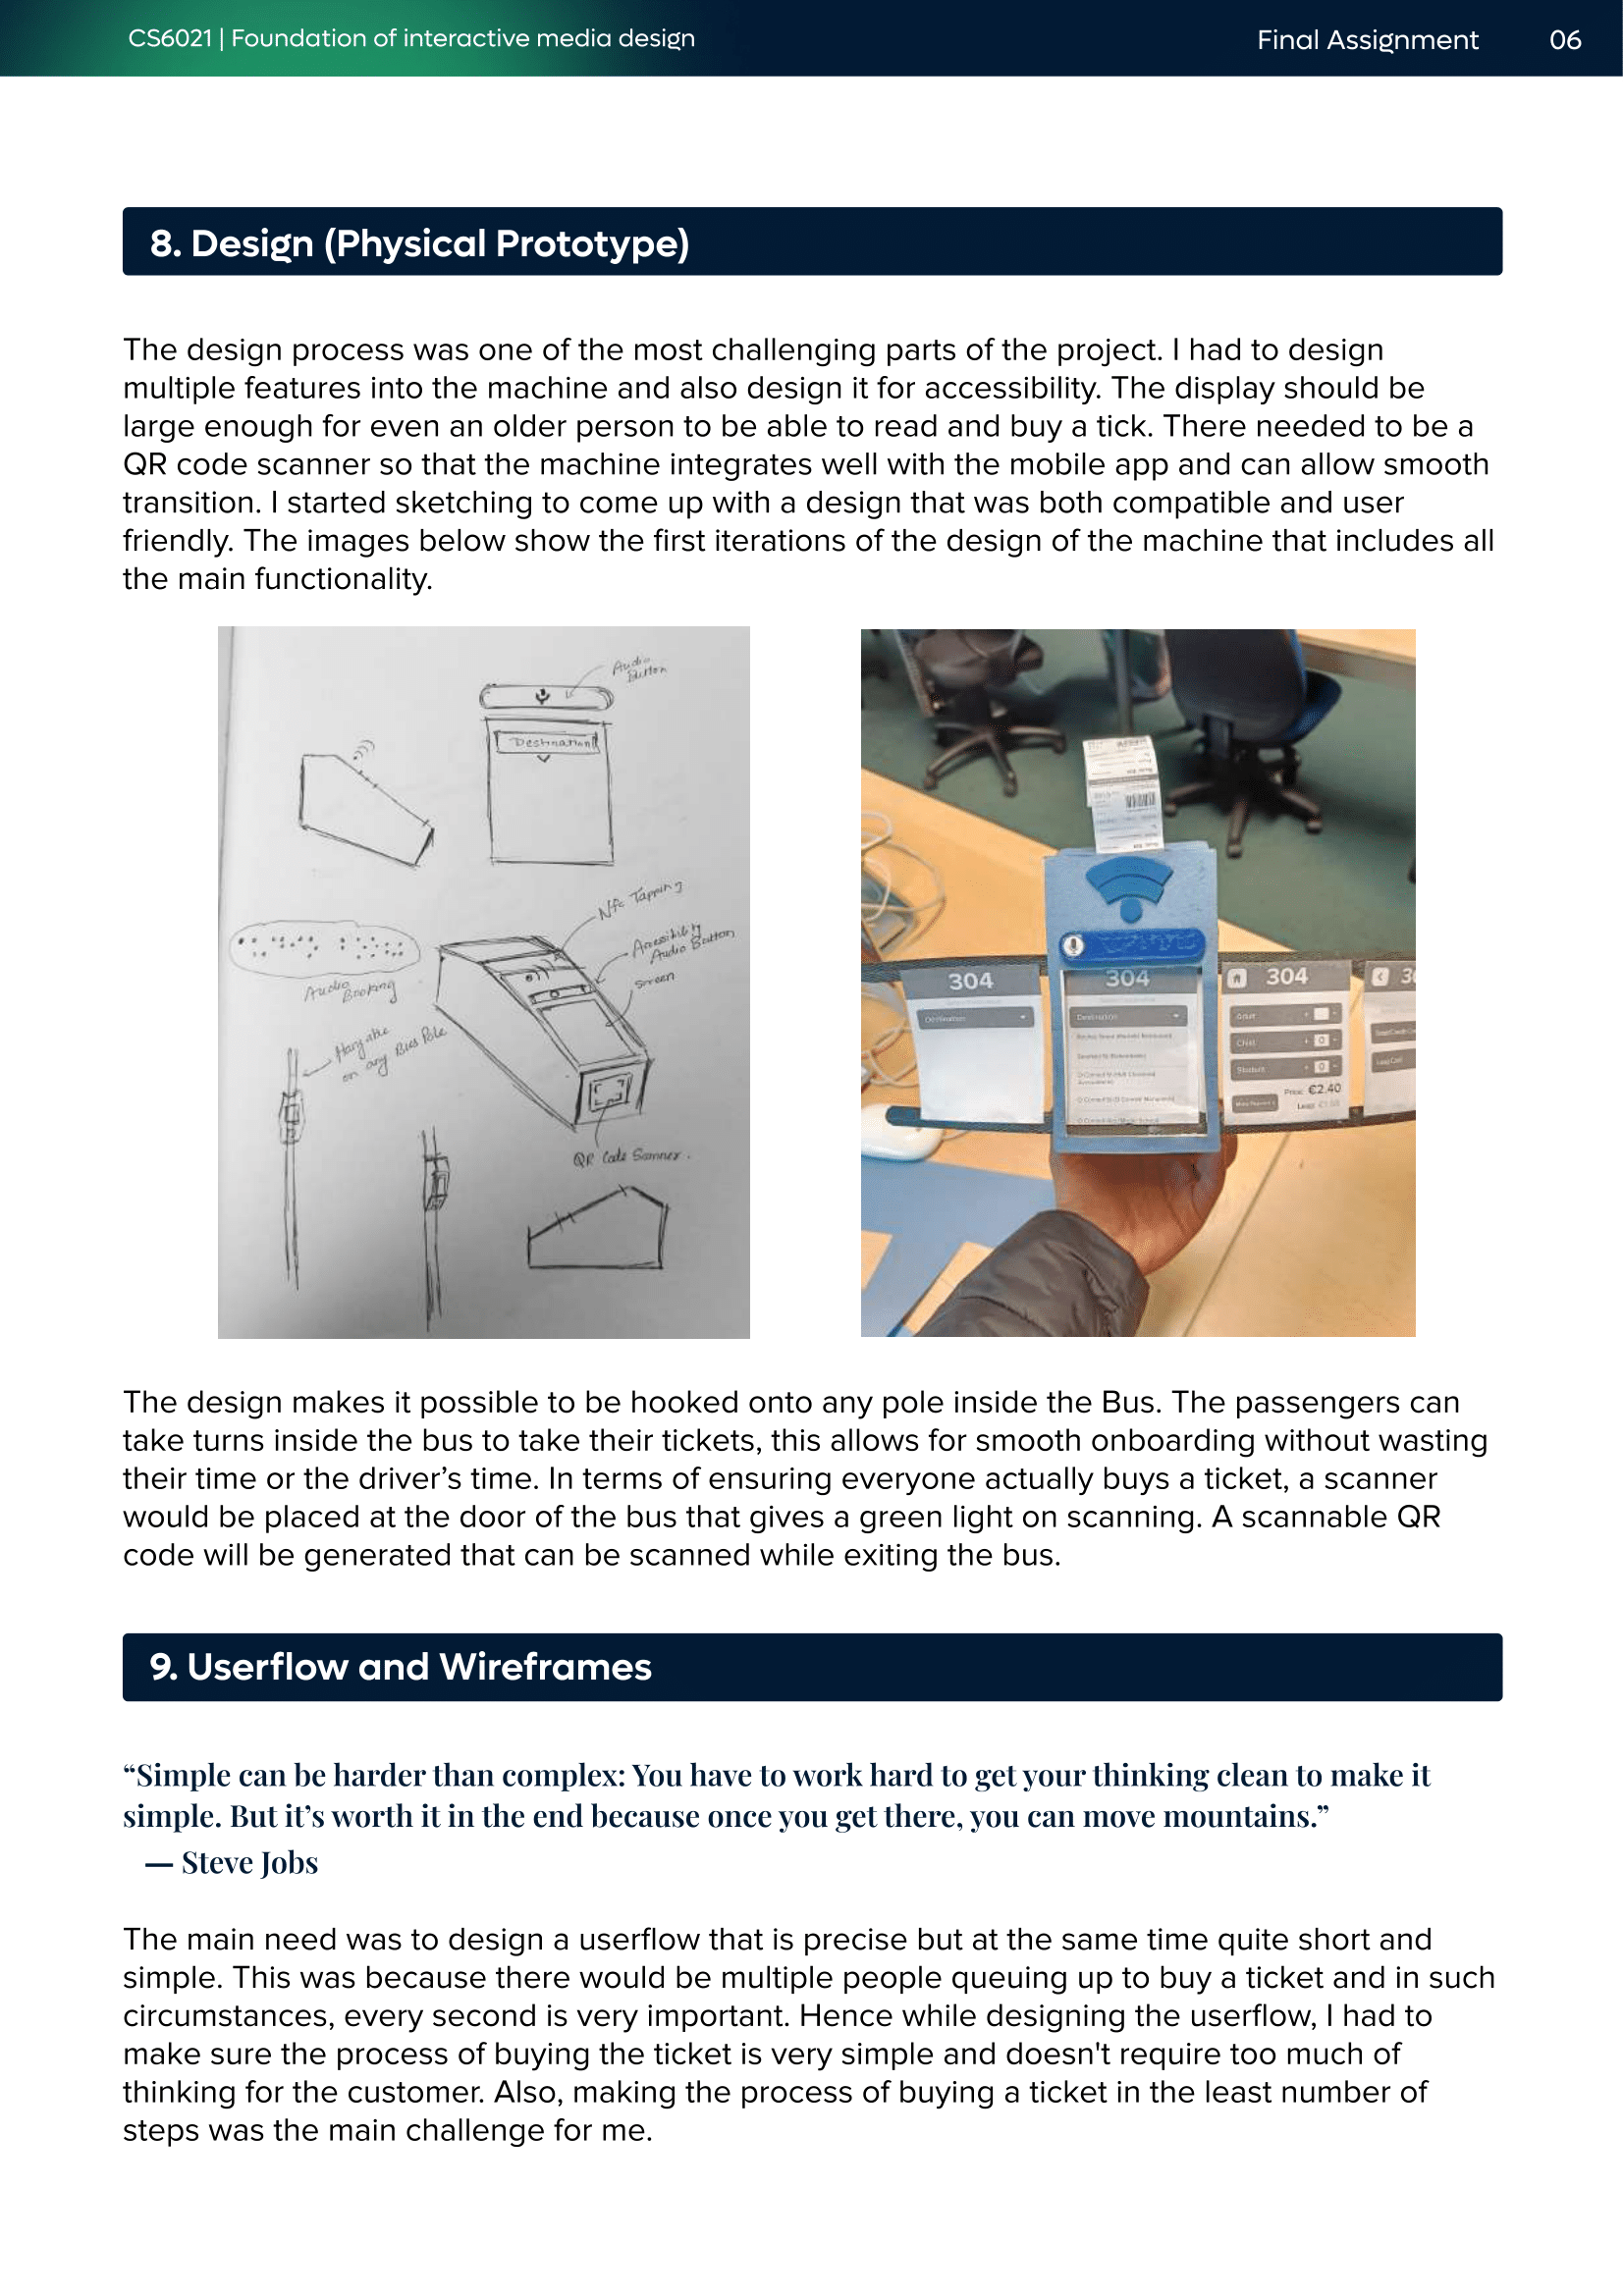 CS6021 | Foundation of interactive media design
Final Assignment
06
8. Design (Physical Prototype)
The design process was one of the most challenging parts of the project. I had to design
multiple features into the machine and also design it for accessibility. The display should be
large enough for even an older person to be able to read and buy a tick. There needed to be a
QR code scanner so that the machine integrates well with the mobile app and can allow smooth
transition. I started sketching to come up with a design that was both compatible and user
friendly. The images below show the first iterations of the design of the machine that includes all
the main functionality.
Audio
Button
Destination
Nfc Tapping
Accessibility
Audio Button
Screen
Audio
Booking
Hangable
on any Bus Pole
QR Code Scanner.
304
Destination
304
Destination
304
Adult
Child
0
Student
0
Price: €2.40
Leap:
The design makes it possible to be hooked onto any pole inside the Bus. The passengers can
take turns inside the bus to take their tickets, this allows for smooth onboarding without wasting
their time or the driver’s time. In terms of ensuring everyone actually buys a ticket, a scanner
would be placed at the door of the bus that gives a green light on scanning. A scannable QR
code will be generated that can be scanned while exiting the bus.
9. Userflow and Wireframes
“Simple can be harder than complex: You have to work hard to get your thinking clean to make it
simple. But it’s worth it in the end because once you get there, you can move mountains.”
— Steve Jobs
The main need was to design a userflow that is precise but at the same time quite short and
simple. This was because there would be multiple people queuing up to buy a ticket and in such
circumstances, every second is very important. Hence while designing the userflow, I had to
make sure the process of buying the ticket is very simple and doesn't require too much of
thinking for the customer. Also, making the process of buying a ticket in the least number of
steps was the main challenge for me.